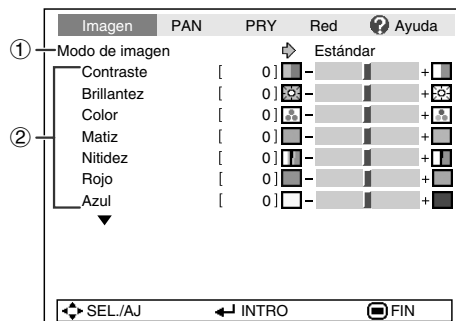 Imagen PAN PRY Red ? Ayuda
① Modo de imagen Estándar
② Contraste [ 0 ] - +
Brillantez [ 0 ] - +
Color [ 0 ] - +
Matiz [ 0 ] - +
Nitidez [ 0 ] - +
Rojo [ 0 ] - +
Azul [ 0 ] - +
SEL./AJ INTRO FIN